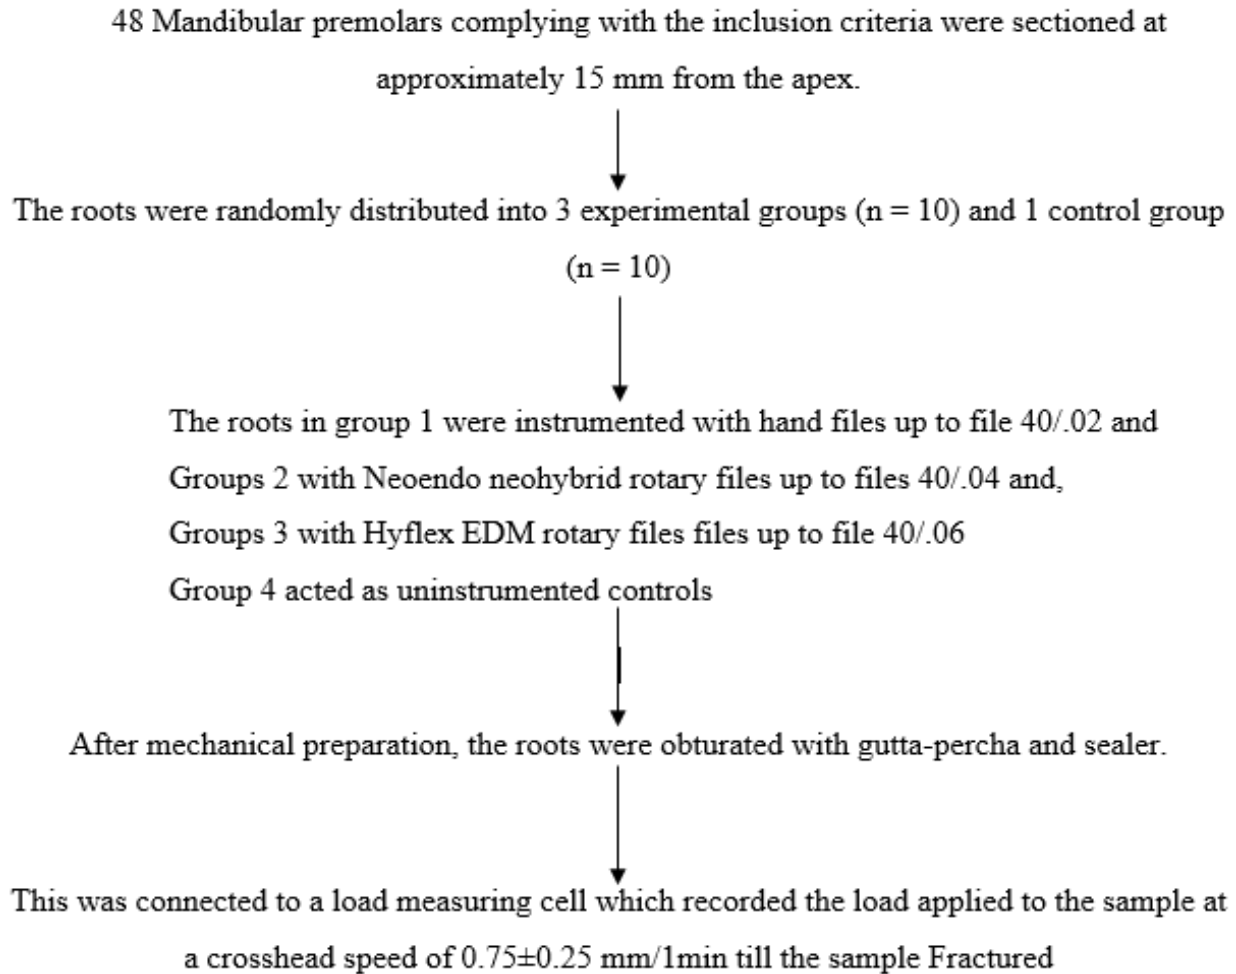 48 Mandibular premolars complying with the inclusion criteria were sectioned at
approximately 15 mm from the apex.
The roots were randomly distributed into 3 experimental groups (n = 10) and 1 control group
(n = 10)
The roots in group 1 were instrumented with hand files up to file 40/.02 and
Groups 2 with Neoendo neohybrid rotary files up to files 40/.04 and,
Groups 3 with Hyflex EDM rotary files files up to file 40/.06
Group 4 acted as uninstrumented controls
After mechanical preparation, the roots were obturated with gutta-percha and sealer.
This was connected to a load measuring cell which recorded the load applied to the sample at
a crosshead speed of 0.75±0.25 mm/1min till the sample Fractured